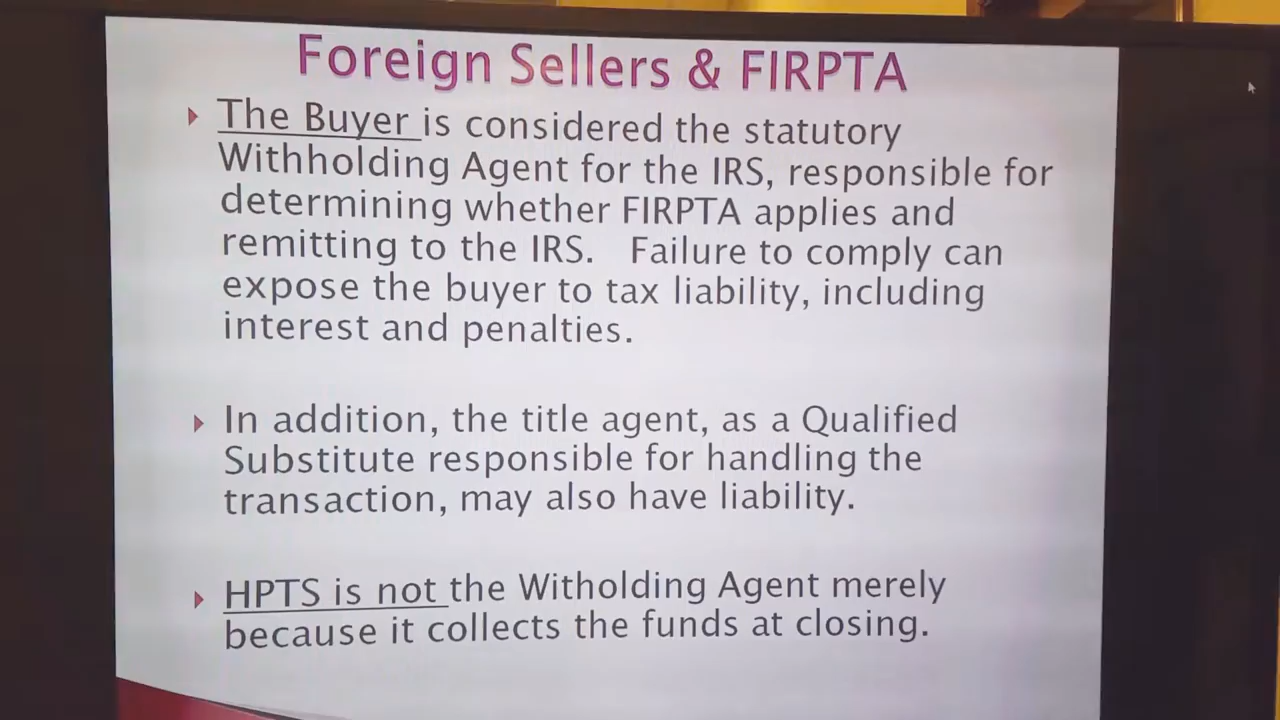 Foreign Sellers & FIRPTA
The Buyer is considered the statutory
Withholding Agent for the IRS, responsible for
determining whether FIRPTA applies and
remitting to the IRS. Failure to comply can
expose the buyer to tax liability, including
interest and penalties.
In addition, the title agent, as a Qualified
Substitute responsible for handling the
transaction, may also have liability.
HPTS is not the Witholding Agent merely
because it collects the funds at closing.